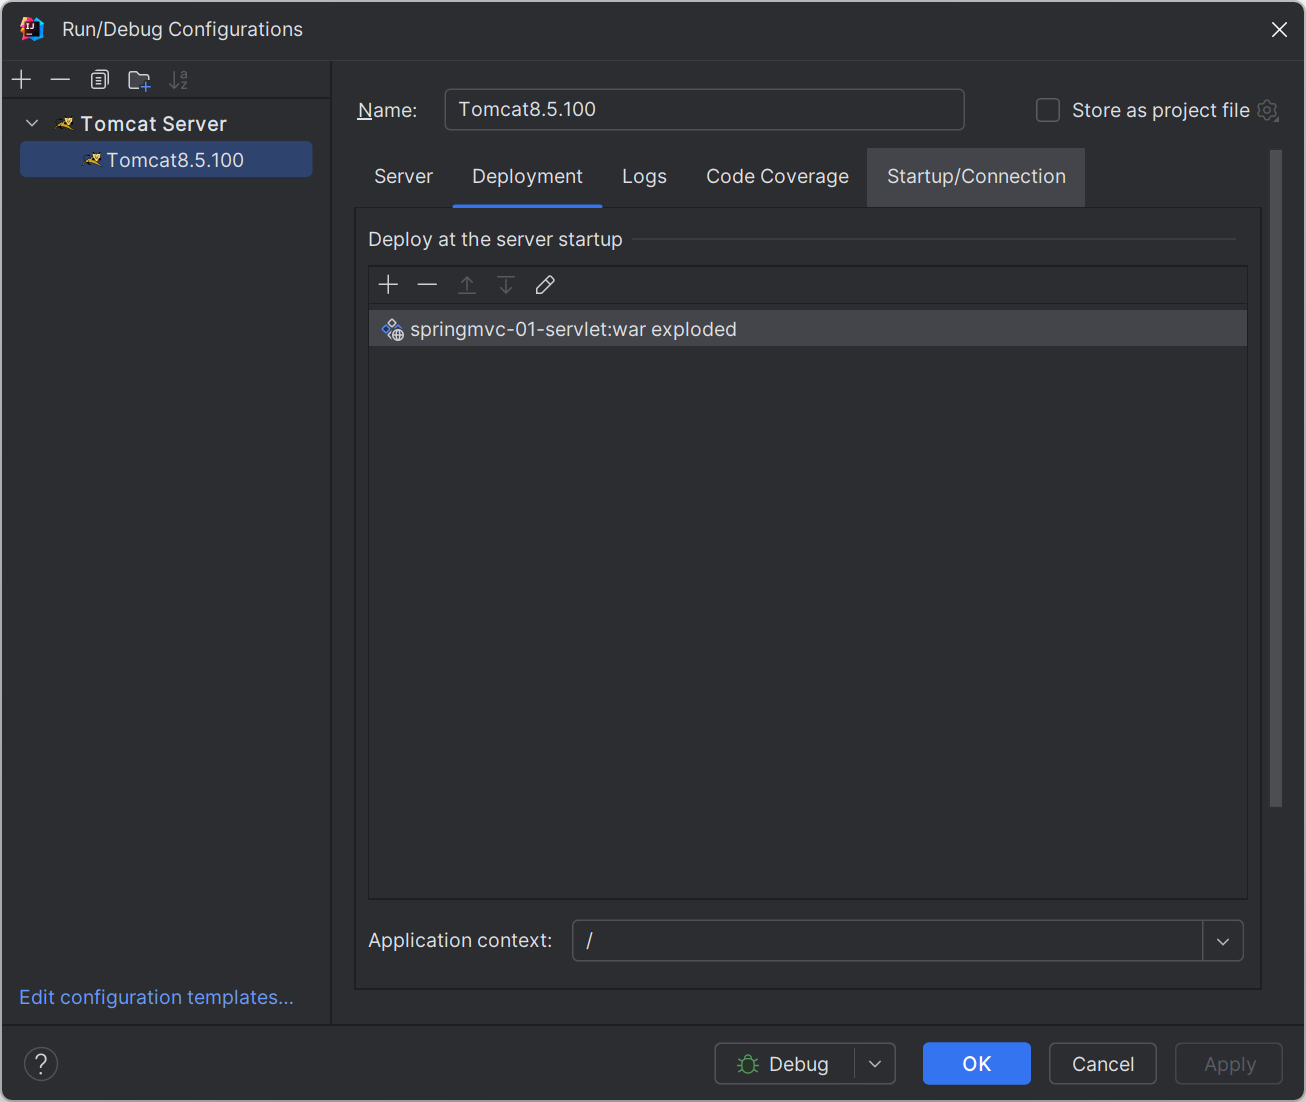 Run/Debug Configurations
Name: Tomcat8.5.100 Store as project file
Tomcat Server
Tomcat8.5.100
Server Deployment Logs Code Coverage Startup/Connection
Deploy at the server startup
springmvc-01-servlet:war exploded
Application context: /
Edit configuration templates...
? Debug OK Cancel Apply